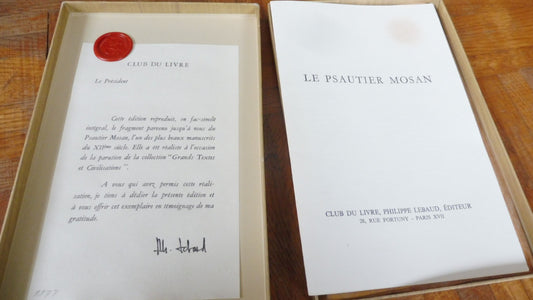 CLUB DU LIVRE
Le Président
Cette édition reproduit, en fac-similé
intégral, le fragment parvenu jusqu'à nous du
Psautier Mosan, l'un des plus beaux manuscrits
du XIIème siècle. Elle a été réalisée à l'occasion
de la parution de la collection "Grands Textes
et Civilisations".
A vous qui avez permis cette réali-
sation, je tiens à dédier la présente édition et
à vous offrir cet exemplaire en témoignage de ma
gratitude.
LE PSAUTIER MOSAN
CLUB DU LIVRE, PHILIPPE LEBAUD, ÉDITEUR
28, RUE FORTUNY - PARIS XVII